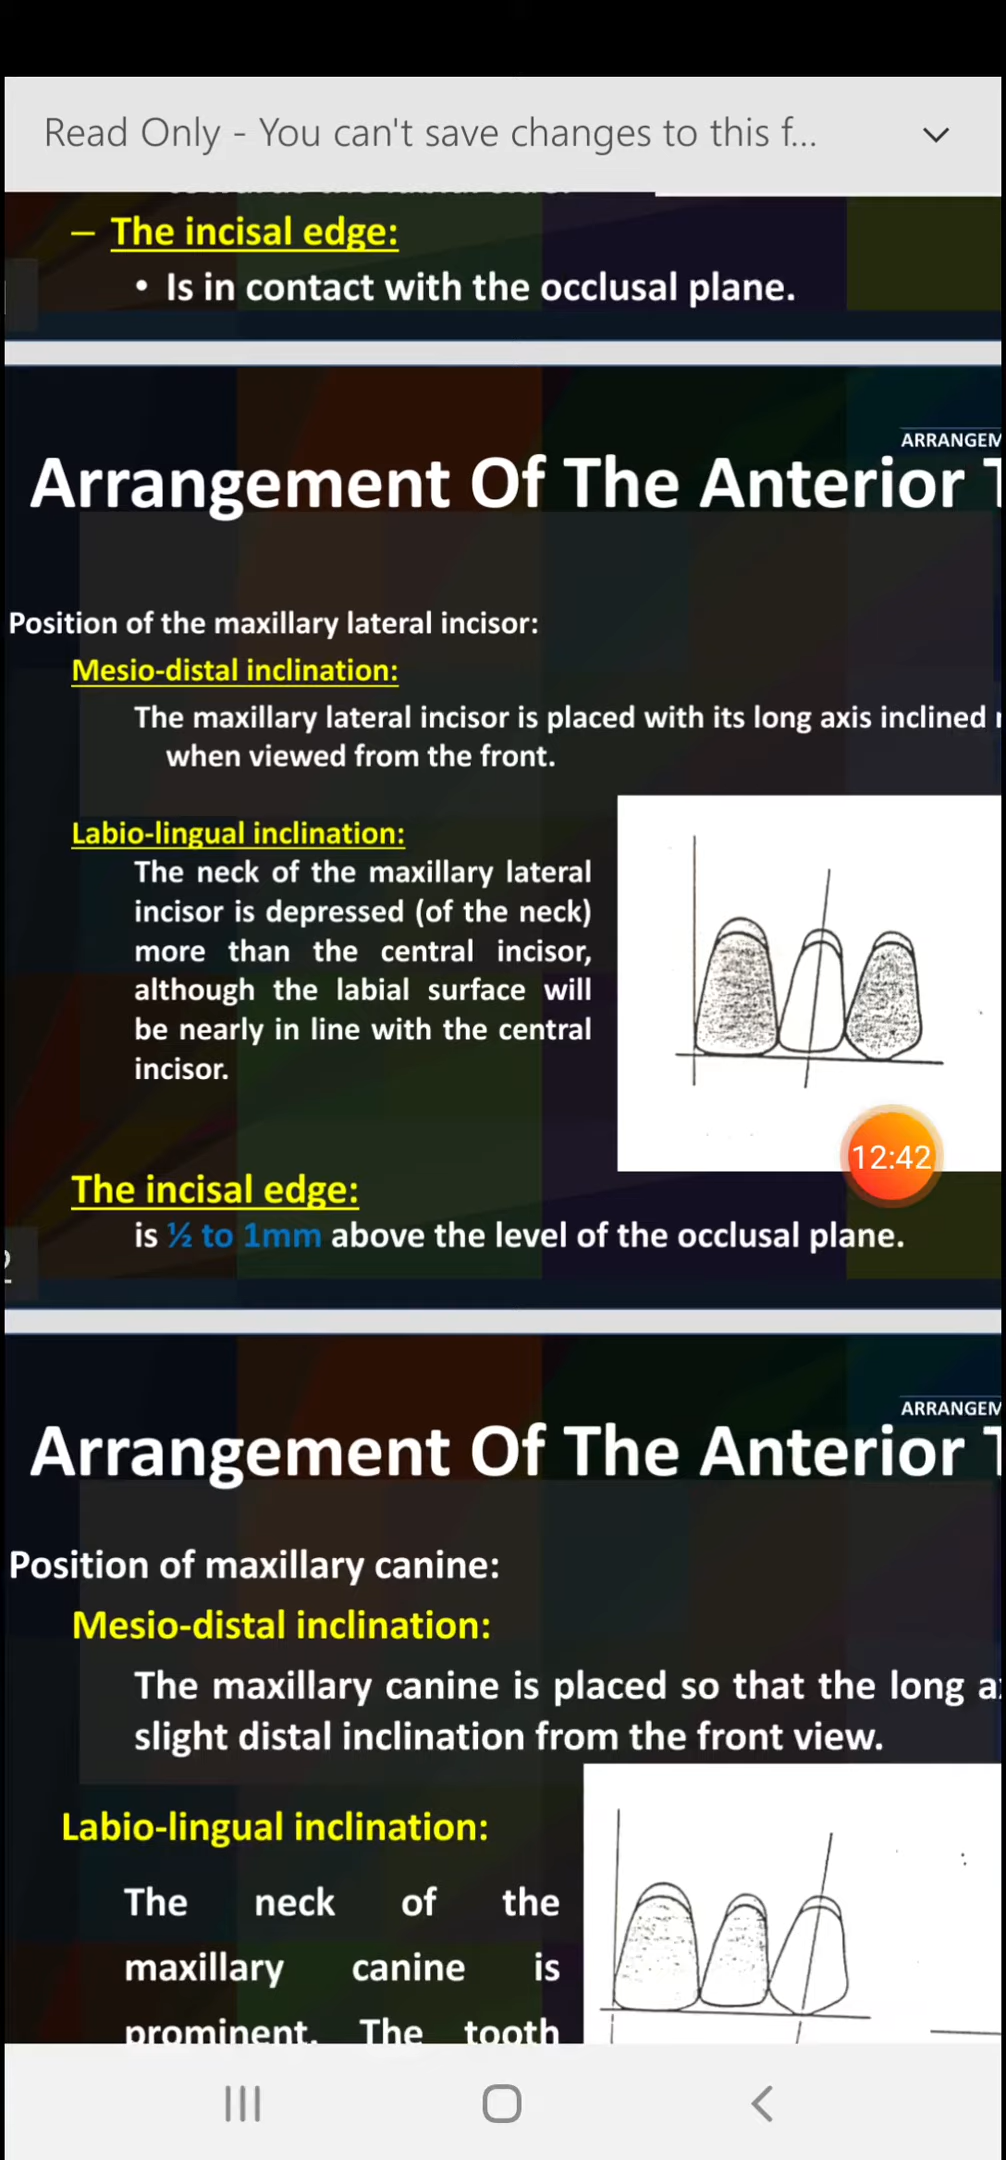 Read Only - You can't save changes to this f...
– The incisal edge:
• Is in contact with the occlusal plane.
ARRANGEM
Arrangement Of The Anterior T
Position of the maxillary lateral incisor:
Mesio-distal inclination:
The maxillary lateral incisor is placed with its long axis inclined
when viewed from the front.
Labio-lingual inclination:
The neck of the maxillary lateral
incisor is depressed (of the neck)
more than the central incisor,
although the labial surface will
be nearly in line with the central
incisor.
12:42
The incisal edge:
is ½ to 1mm above the level of the occlusal plane.
ARRANGEM
Arrangement Of The Anterior T
Position of maxillary canine:
Mesio-distal inclination:
The maxillary canine is placed so that the long a
slight distal inclination from the front view.
Labio-lingual inclination:
The neck of the
maxillary canine is
prominent. The tooth